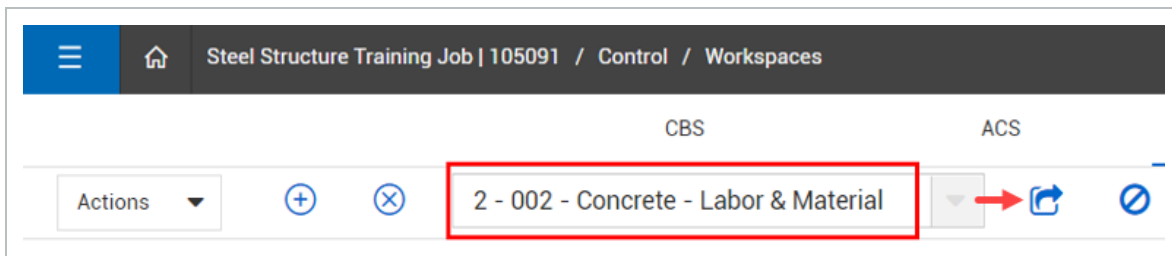 Steel Structure Training Job | 105091 / Control / Workspaces
CBS ACS
Actions 2 - 002 - Concrete - Labor & Material